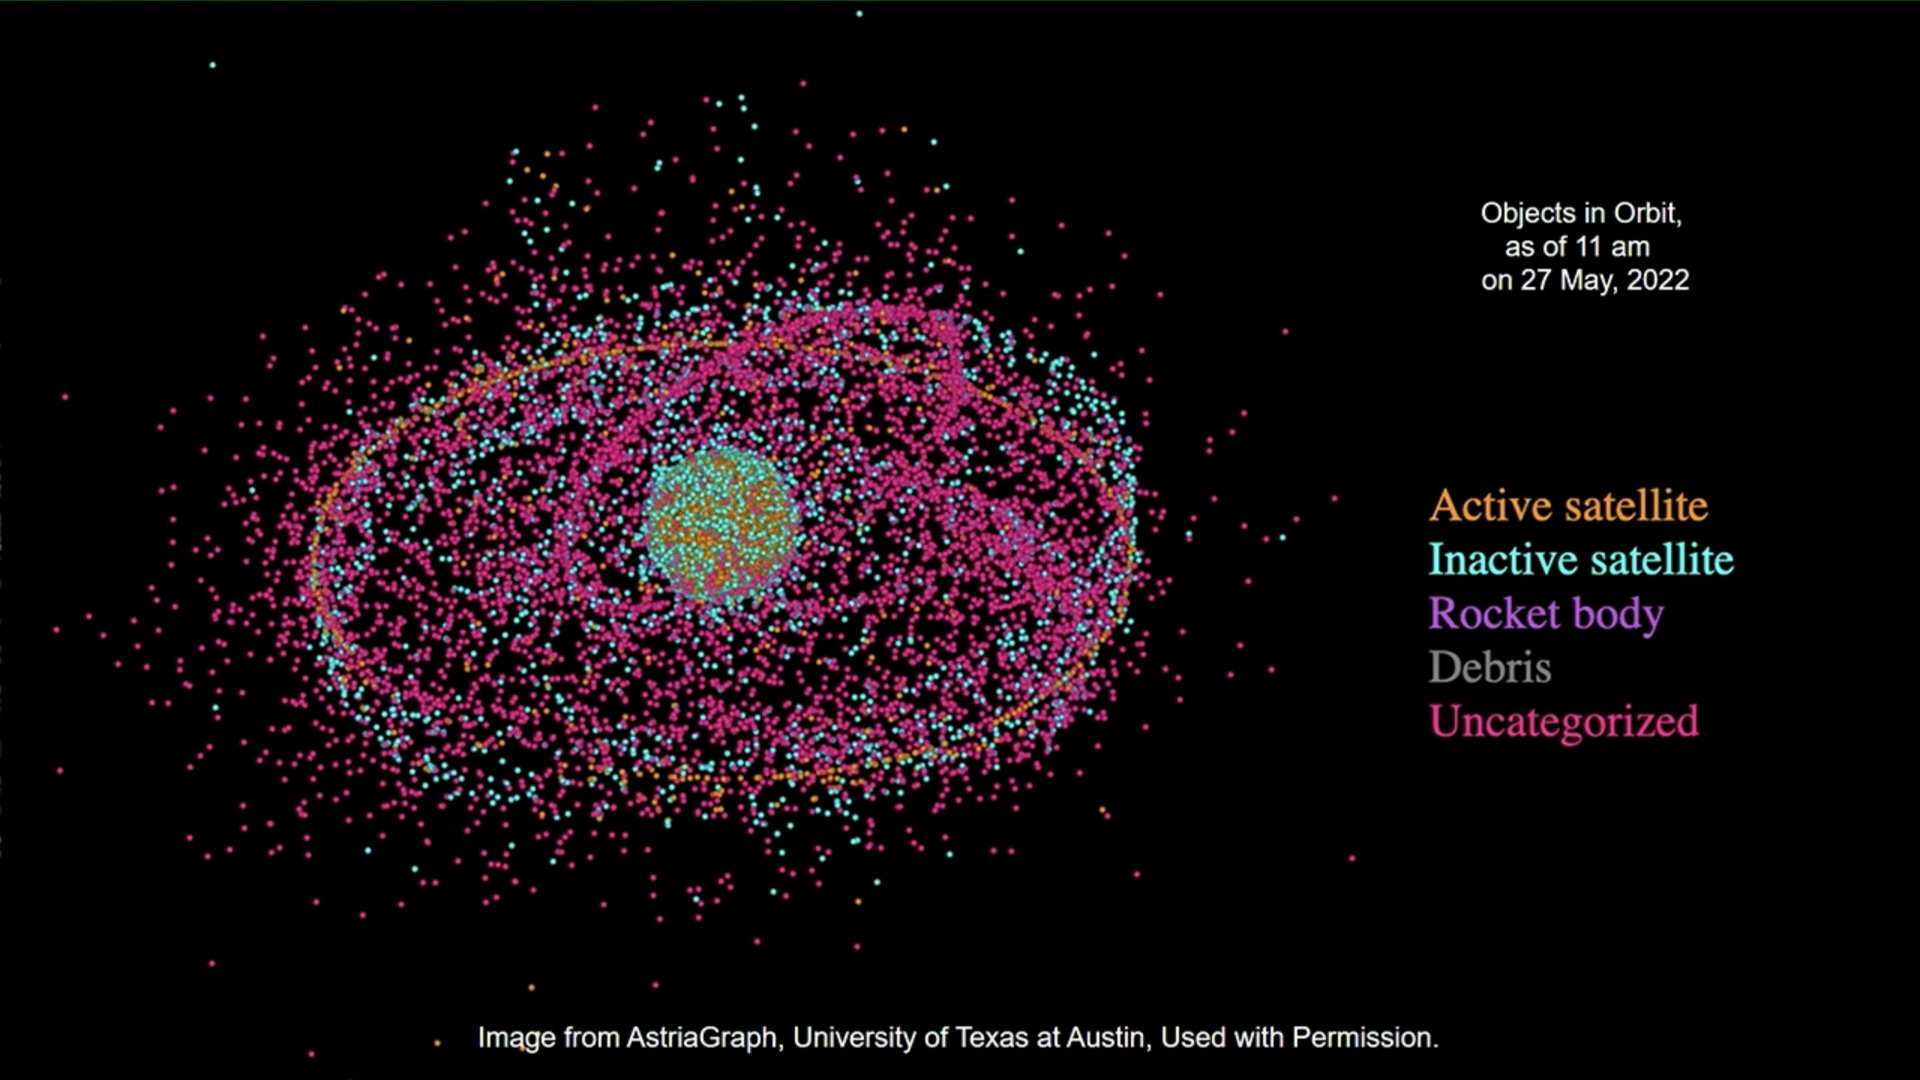 Objects in Orbit,
as of 11 am
on 27 May, 2022
Active satellite
Inactive satellite
Rocket body
Debris
Uncategorized
Image from AstriaGraph, University of Texas at Austin, Used with Permission.